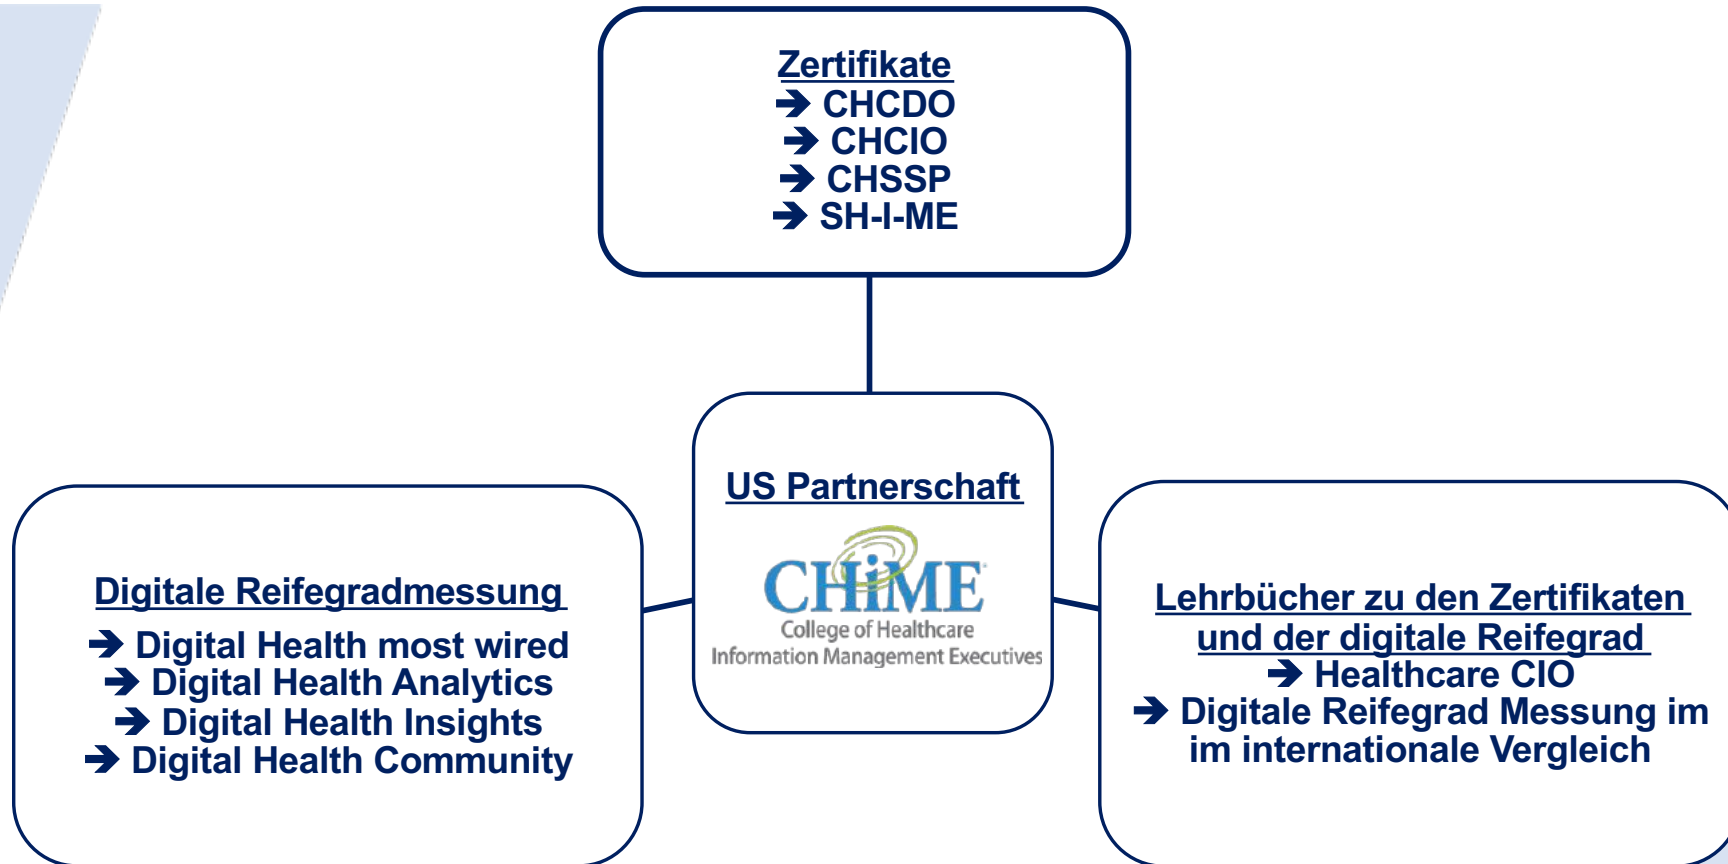 Zertifikate
➔ CHCDO
➔ CHCIO
➔ CHSSP
➔ SH-I-ME
US Partnerschaft
CHiME
College of Healthcare
Information Management Executives
Digitale Reifegradmessung
➔ Digital Health most wired
➔ Digital Health Analytics
➔ Digital Health Insights
➔ Digital Health Community
Lehrbücher zu den Zertifikaten
und der digitale Reifegrad
➔ Healthcare CIO
➔ Digitale Reifegrad Messung im
im internationale Vergleich